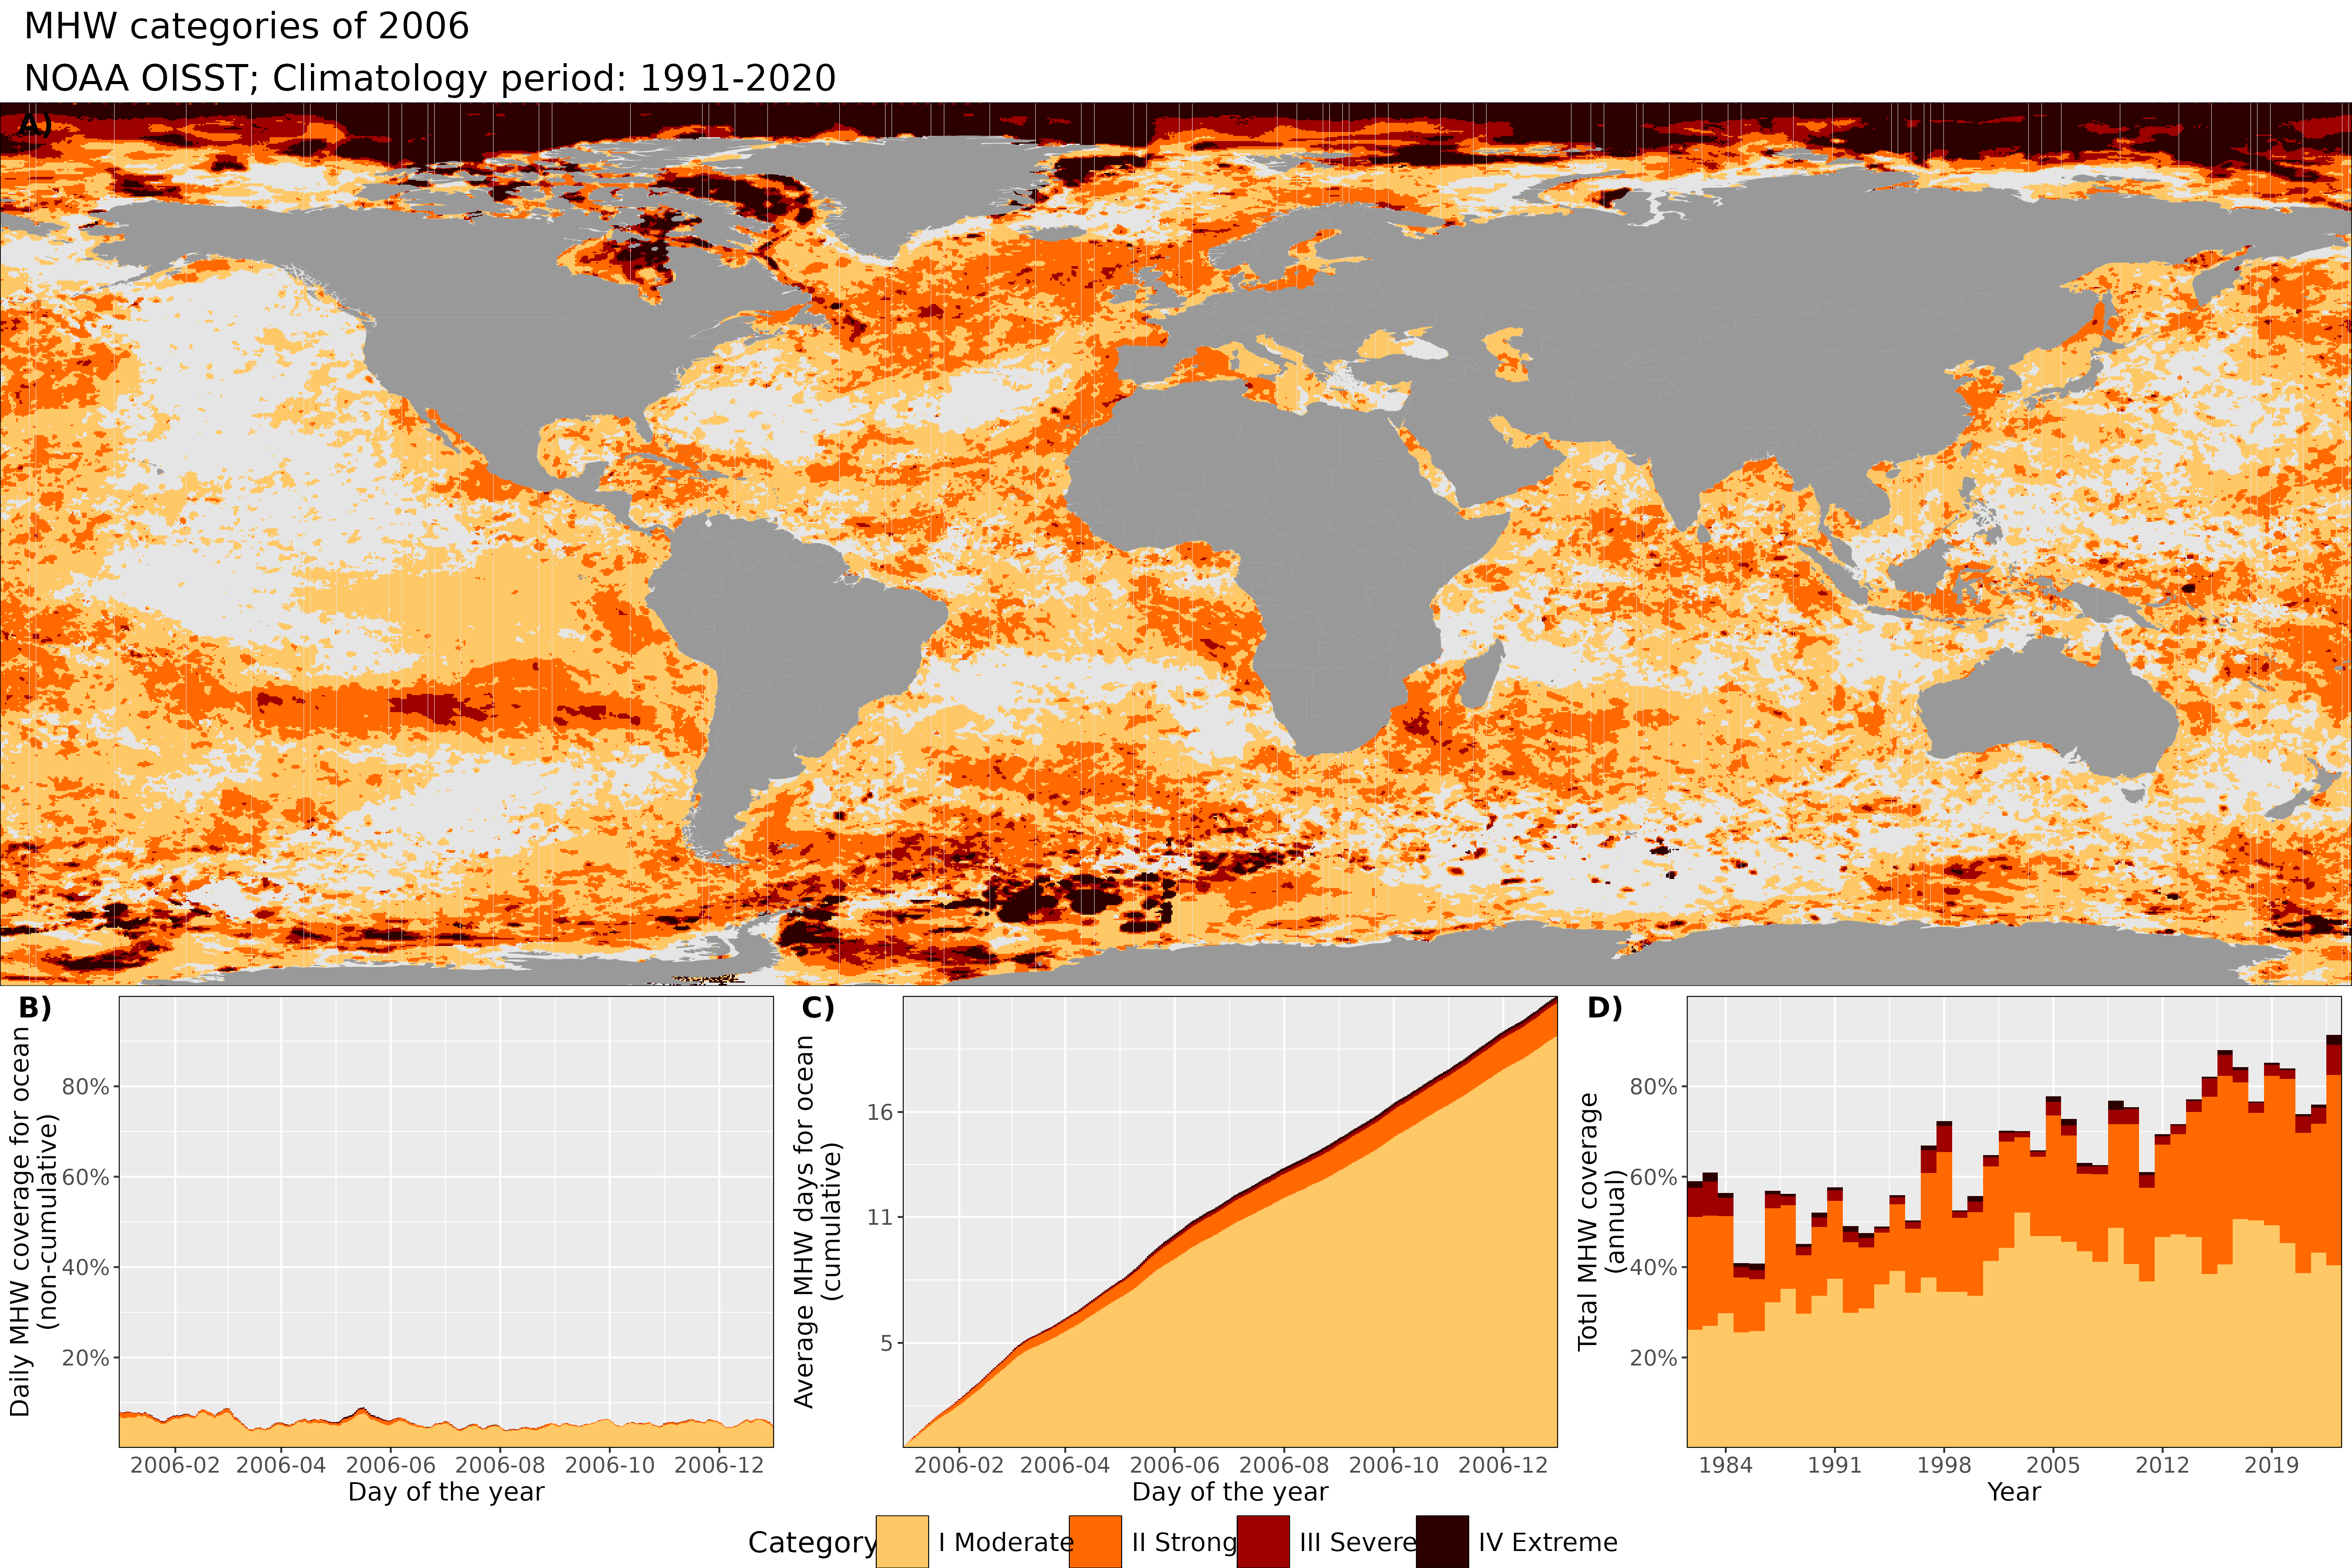 MHW categories of 2006
NOAA OISST; Climatology period: 1991-2020
A)
B)
Daily MHW coverage for ocean
(non-cumulative)
80%
60%
40%
20%
2006-02 2006-04 2006-06 2006-08 2006-10 2006-12
Day of the year
C)
Average MHW days for ocean
(cumulative)
16
11
5
2006-02 2006-04 2006-06 2006-08 2006-10 2006-12
Day of the year
D)
Total MHW coverage
(annual)
80%
60%
40%
20%
1984 1991 1998 2005 2012 2019
Year
Category I Moderate II Strong III Severe IV Extreme